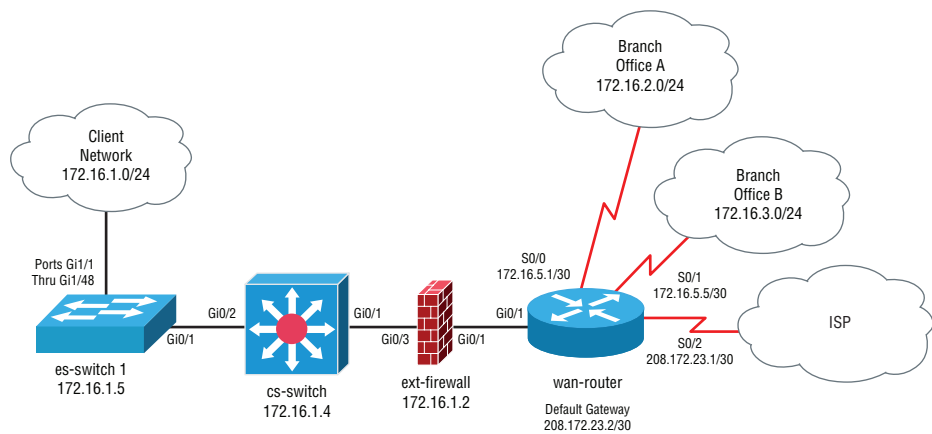 Branch
Office A
172.16.2.0/24
Client
Network
172.16.1.0/24
Branch
Office B
172.16.3.0/24
Ports Gi1/1
Thru Gi1/48
S0/0
172.16.5.1/30
S0/1
172.16.5.5/30
ISP
Gi0/1
Gi0/2
Gi0/1
Gi0/3
Gi0/1
Gi0/1
S0/2
208.172.23.1/30
es-switch 1
172.16.1.5
cs-switch
172.16.1.4
ext-firewall
172.16.1.2
wan-router
Default Gateway
208.172.23.2/30